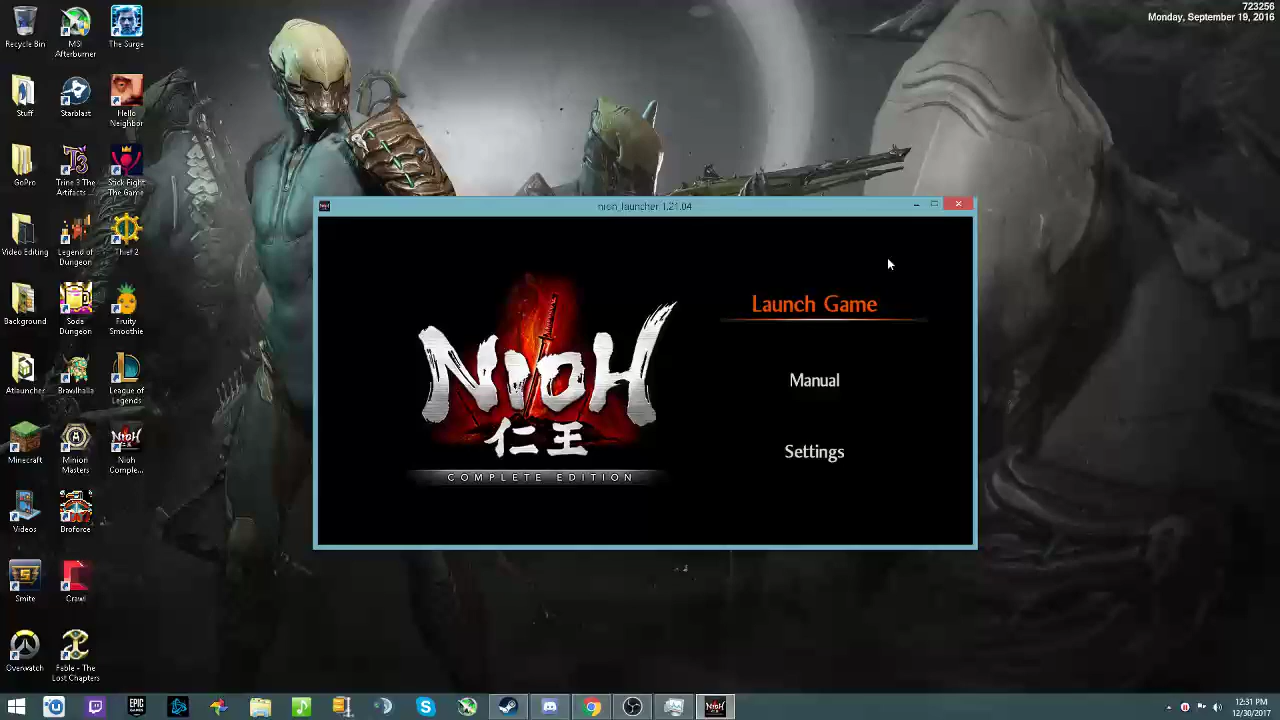 723256
Monday, September 19, 2016
Recycle Bin
MSI Afterburner
The Surge
Stuff
Starblast
Hello Neighbor
GoPro
Trine 3 The Artifacts...
Stick Fight The Game
Video Editing
Legend of Dungeon
Thief 2
Background
Soda Dungeon
Fruity Smoothie
Atlauncher
Brawlhalla
League of Legends
Minecraft
Minion Masters
Nioh Comple...
Videos
Broforce
Smite
Crawl
Overwatch
Fable - The Lost Chapters
nioh_launcher 1.21.04
NIOH
仁王
COMPLETE EDITION
Launch Game
Manual
Settings
EPIC GAMES
12:31 PM
12/30/2017